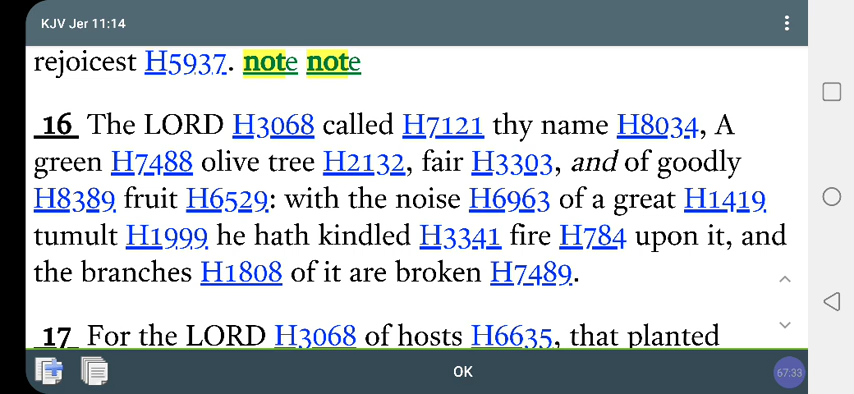 KJV Jer 11:14
rejoicest H5937. note note
16 The LORD H3068 called H7121 thy name H8034, A
green H7488 olive tree H2132, fair H3303, and of goodly
H8389 fruit H6529: with the noise H6963 of a great H1419
tumult H1999 he hath kindled H3341 fire H784 upon it, and
the branches H1808 of it are broken H7489.
17 For the LORD H3068 of hosts H6635, that planted
OK
67:33